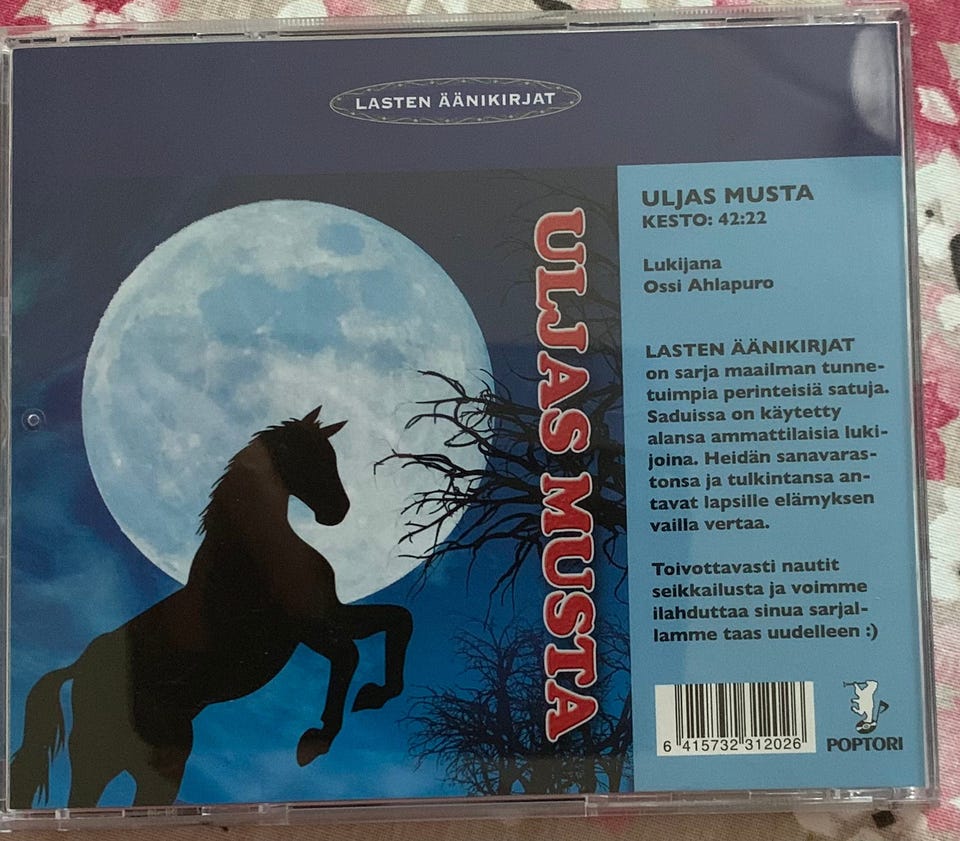 LASTEN ÄÄNIKIRJAT
ULJAS MUSTA
ULJAS MUSTA
KESTO: 42:22
Lukijana
Ossi Ahlapuro
LASTEN ÄÄNIKIRJAT
on sarja maailman tunne-
tuimpia perinteisiä satuja.
Saduissa on käytetty
alansa ammattilaisia luki-
joina. Heidän sanavaras-
tonsa ja tulkintansa an-
tavat lapsille elämyksen
vailla vertaa.
Toivottavasti nautit
seikkailusta ja voimme
ilahduttaa sinua sarjal-
lamme taas uudelleen :)
6 415732 312026
POPTORI